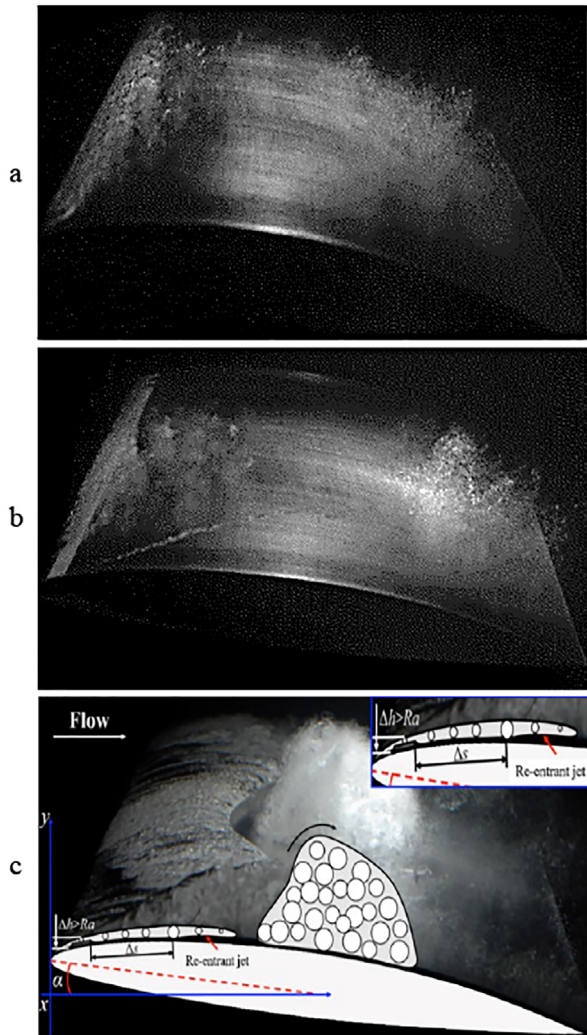 a
b
Flow
Δh>Ra
Δs
Re-entrant jet
y
c
Δh>Ra
Δs
Re-entrant jet
α
x